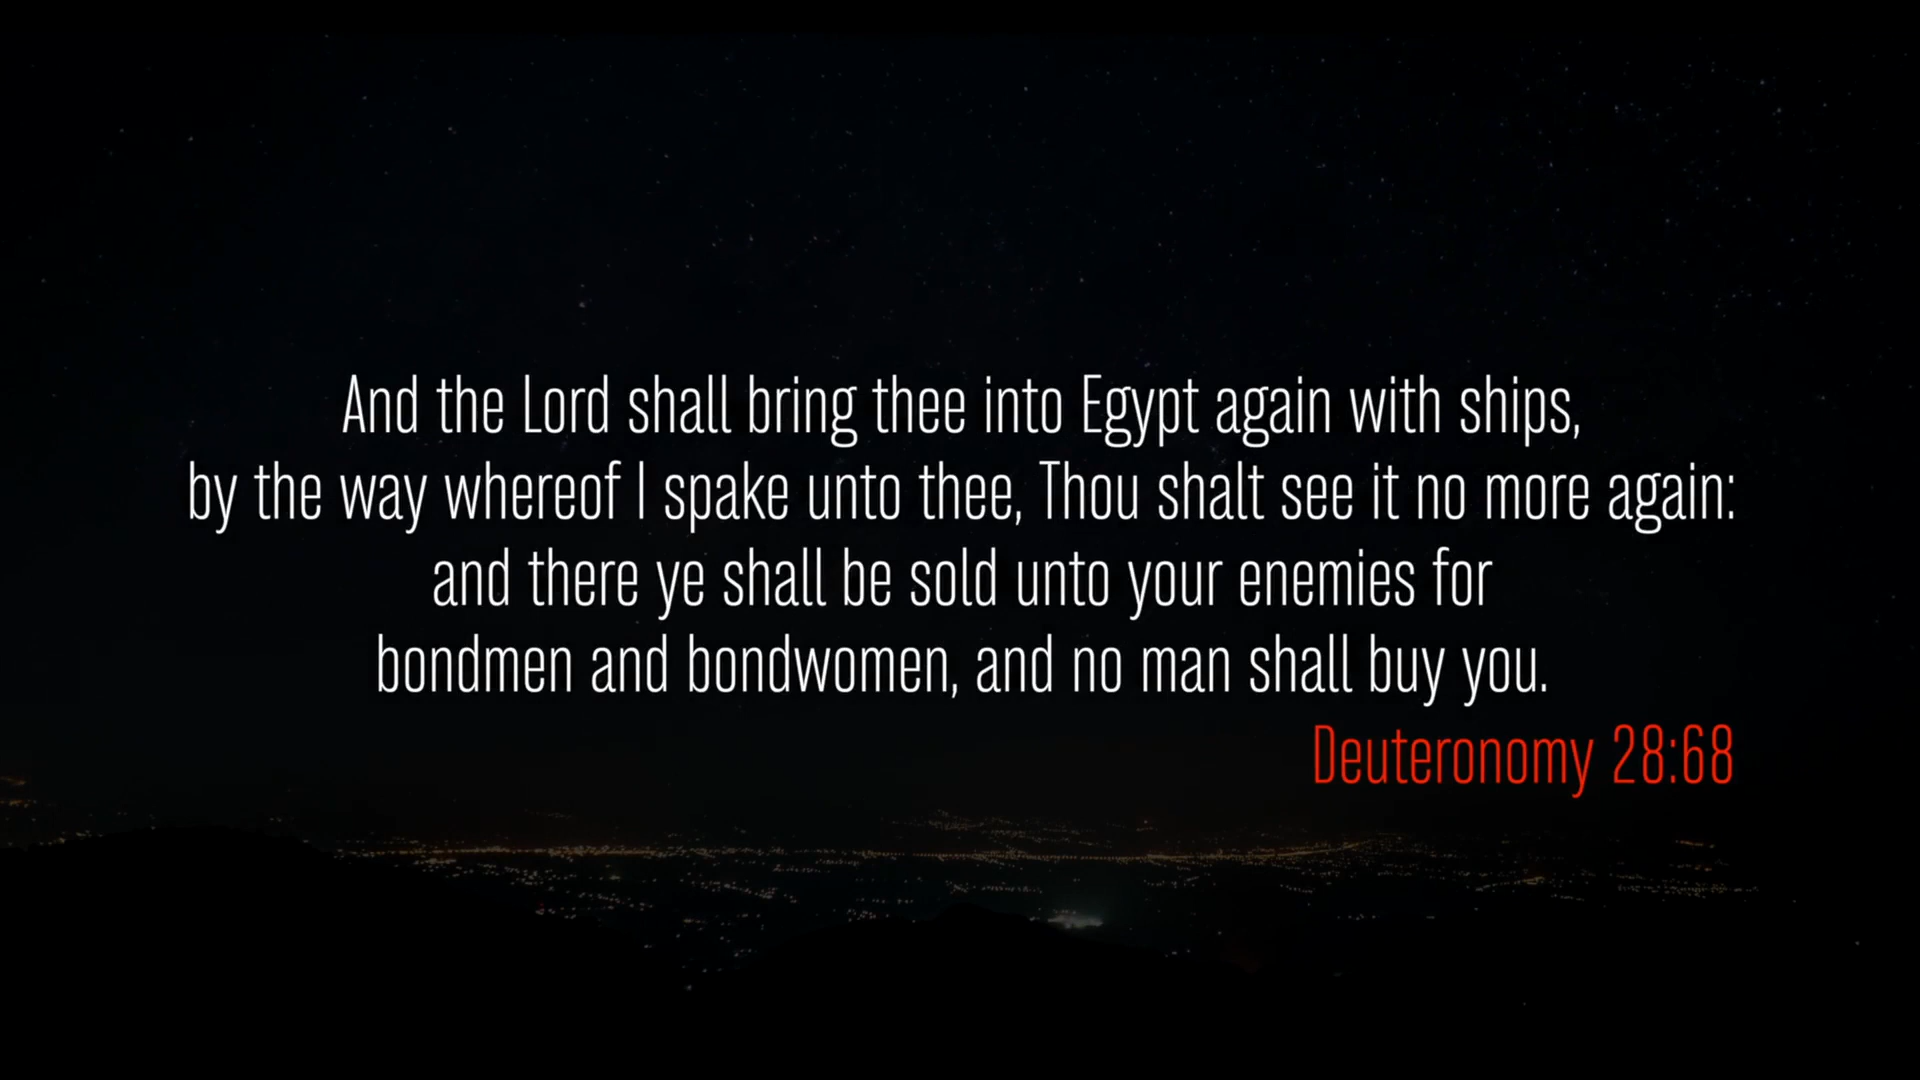 And the Lord shall bring thee into Egypt again with ships,
by the way whereof I spake unto thee, Thou shalt see it no more again:
and there ye shall be sold unto your enemies for
bondmen and bondwomen, and no man shall buy you.
Deuteronomy 28:68